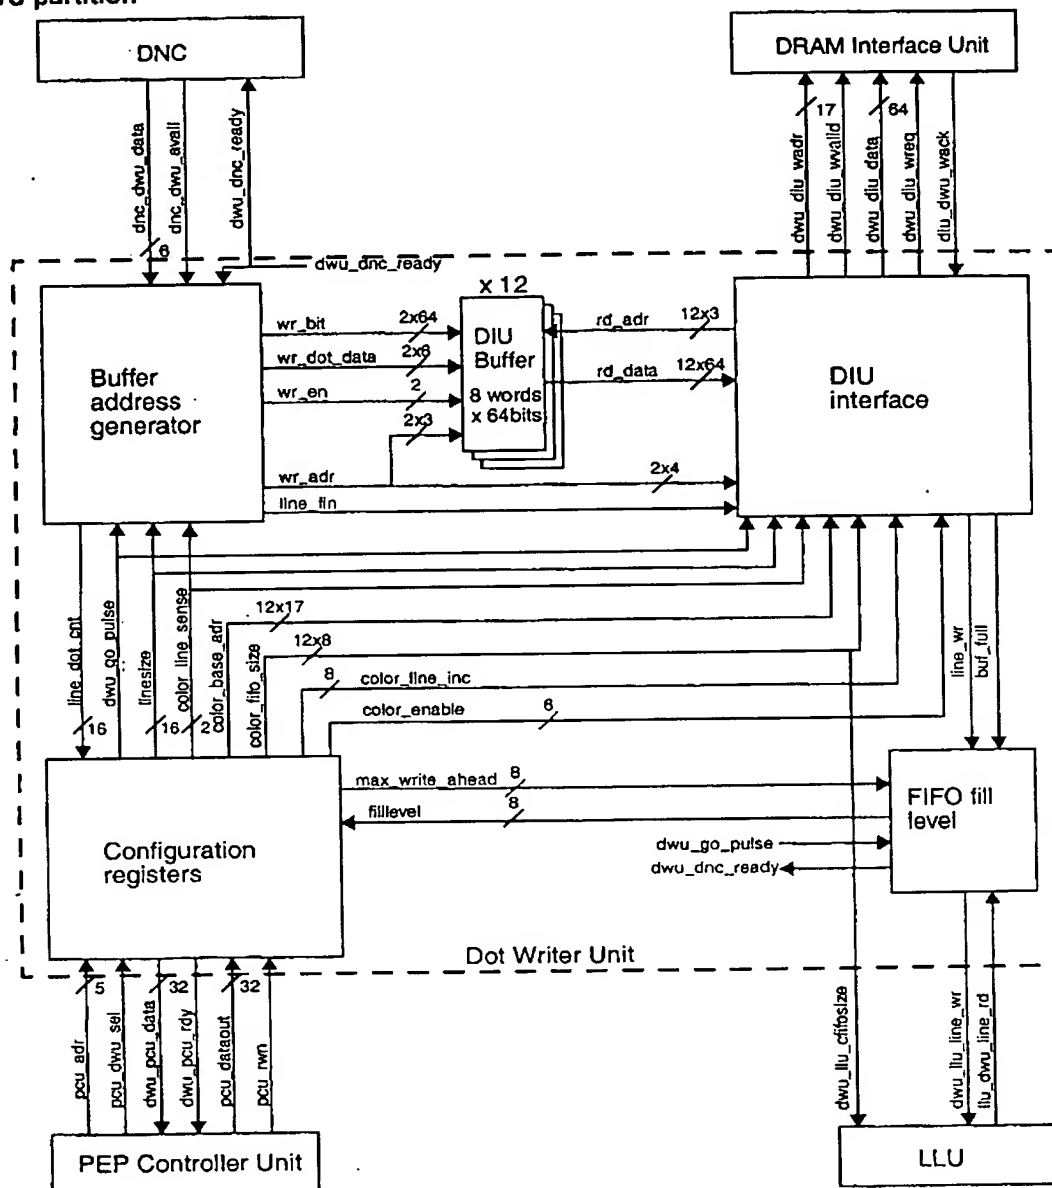 DNC
DRAM Interface Unit
dnc_dwu_data
6
dnc_dwu_avail
dwu_dnc_ready
dwu_diu_wadr
17
dwu_diu_wvalid
dwu_diu_data
64
dwu_diu_wreq
diu_dwu_wack
dwu_dnc_ready
x 12
Buffer
address
generator
wr_bit
2x64
wr_dot_data
2x6
wr_en
2
2x3
wr_adr
2x4
line_fin
DIU
Buffer
8 words
x 64bits
rd_adr
12x3
rd_data
12x64
DIU
interface
line_dot_cnt
16
dwu_go_pulse
linesize
16
color_line_sense
2
color_base_adr
12x17
color_fifo_size
12x8
color_line_inc
8
color_enable
6
line_wr
buf_full
Configuration
registers
max_write_ahead
8
filllevel
8
FIFO fill
level
dwu_go_pulse
dwu_dnc_ready
Dot Writer Unit
pcu_adr
5
pcu_dwu_sel
dwu_pcu_data
32
dwu_pcu_rdy
pcu_dataout
32
pcu_rwn
dwu_llu_cfifosize
dwu_llu_line_wr
llu_dwu_line_rd
PEP Controller Unit
LLU